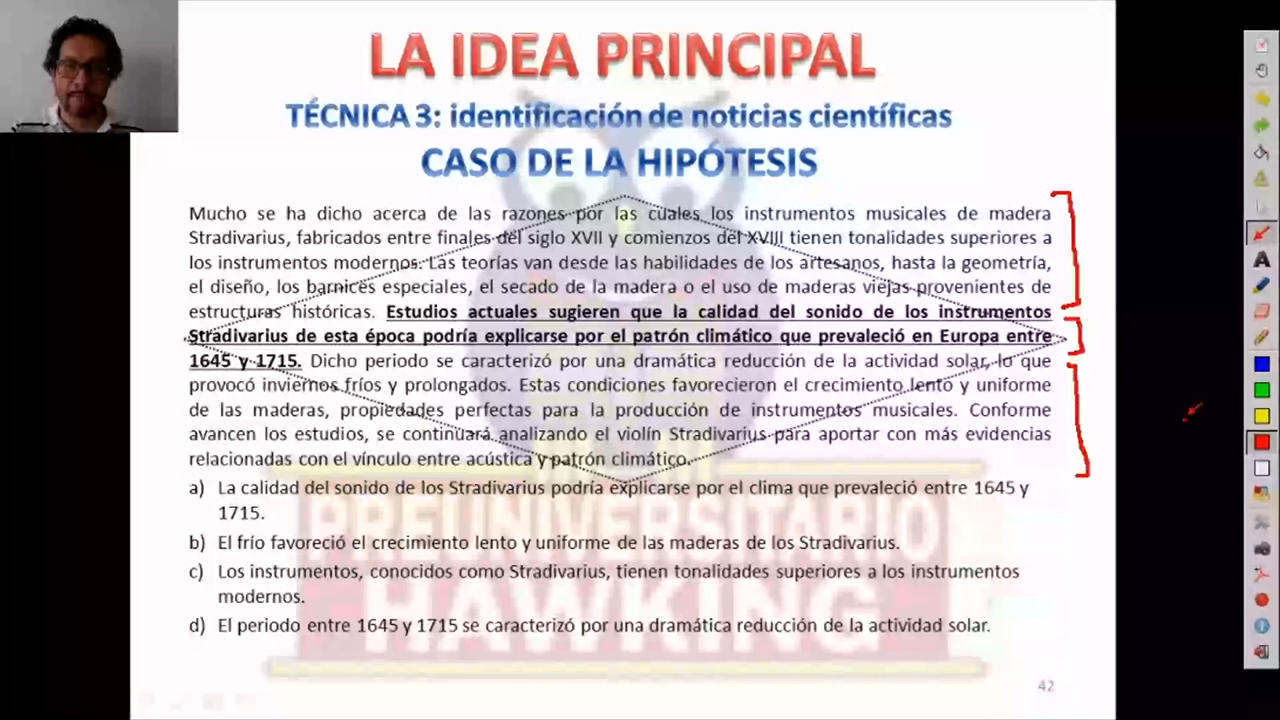 LA IDEA PRINCIPAL
TÉCNICA 3: identificación de noticias científicas
CASO DE LA HIPÓTESIS
Mucho se ha dicho acerca de las razones por las cuales los instrumentos musicales de madera
Stradivarius, fabricados entre finales del siglo XVII y comienzos del XVIII tienen tonalidades superiores a
los instrumentos modernos. Las teorías van desde las habilidades de los artesanos, hasta la geometría,
el diseño, los barnices especiales, el secado de la madera o el uso de maderas viejas provenientes de
estructuras históricas. Estudios actuales sugieren que la calidad del sonido de los instrumentos
Stradivarius de esta época podría explicarse por el patrón climático que prevaleció en Europa entre
1645 y 1715. Dicho periodo se caracterizó por una dramática reducción de la actividad solar, lo que
provocó inviernos fríos y prolongados. Estas condiciones favorecieron el crecimiento lento y uniforme
de las maderas, propiedades perfectas para la producción de instrumentos musicales. Conforme
avancen los estudios, se continuará analizando el violín Stradivarius para aportar con más evidencias
relacionadas con el vínculo entre acústica y patrón climático.
a) La calidad del sonido de los Stradivarius podría explicarse por el clima que prevaleció entre 1645 y
1715.
b) El frío favoreció el crecimiento lento y uniforme de las maderas de los Stradivarius.
c) Los instrumentos, conocidos como Stradivarius, tienen tonalidades superiores a los instrumentos
modernos.
d) El periodo entre 1645 y 1715 se caracterizó por una dramática reducción de la actividad solar.
PREUNIVERSITARIO
HAWKING
42